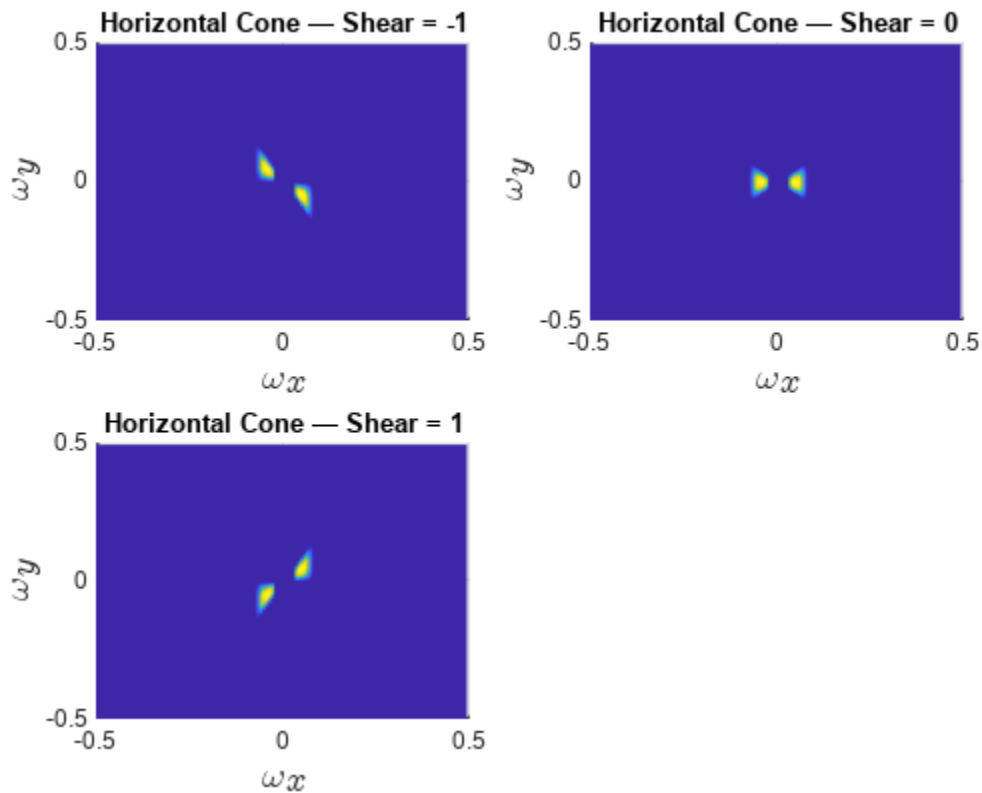 Horizontal Cone — Shear = -1
0.5
ωy
0
-0.5
-0.5
0
0.5
ωx
Horizontal Cone — Shear = 0
0.5
ωy
0
-0.5
-0.5
0
0.5
ωx
Horizontal Cone — Shear = 1
0.5
ωy
0
-0.5
-0.5
0
0.5
ωx